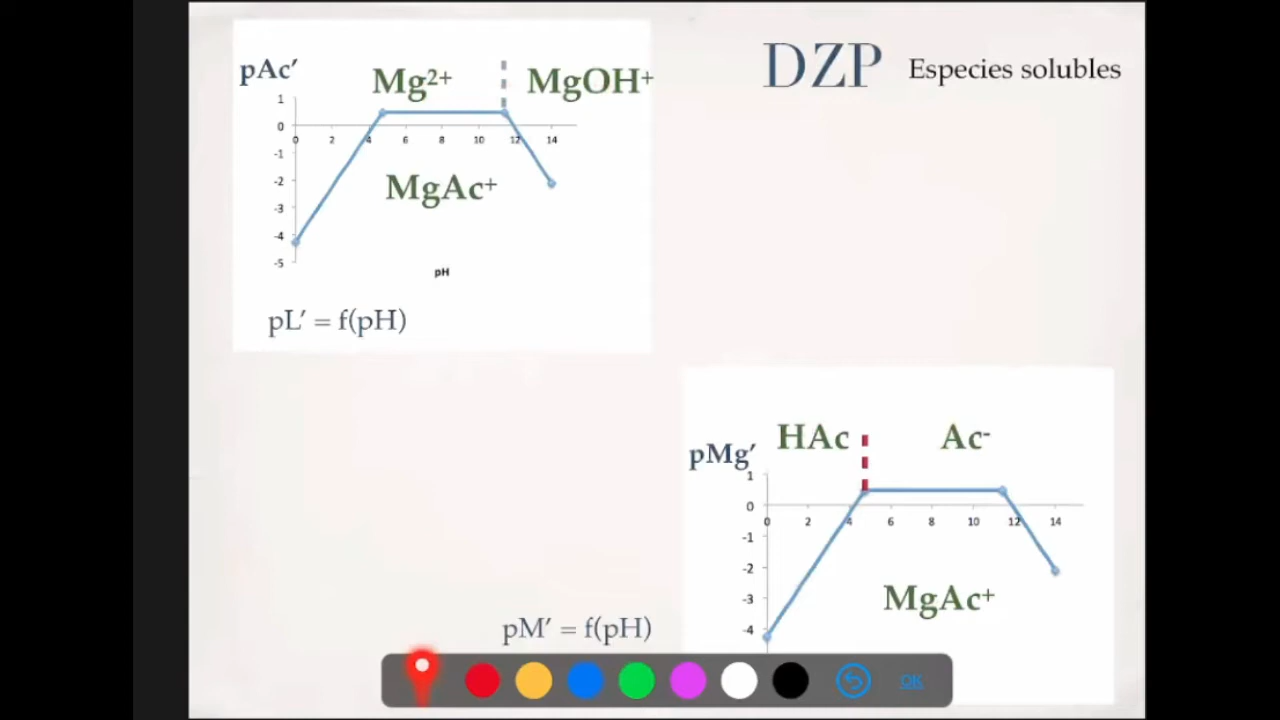 DZP
Especies solubles
pAc′
Mg²⁺
MgOH⁺
1
0
-1
-2
-3
-4
-5
0 2 4 6 8 10 12 14
MgAc⁺
pH
pL′ = f(pH)
HAc
Ac⁻
pMg′
1
0
-1
-2
-3
-4
0 2 4 6 8 10 12 14
MgAc⁺
pM′ = f(pH)
OK